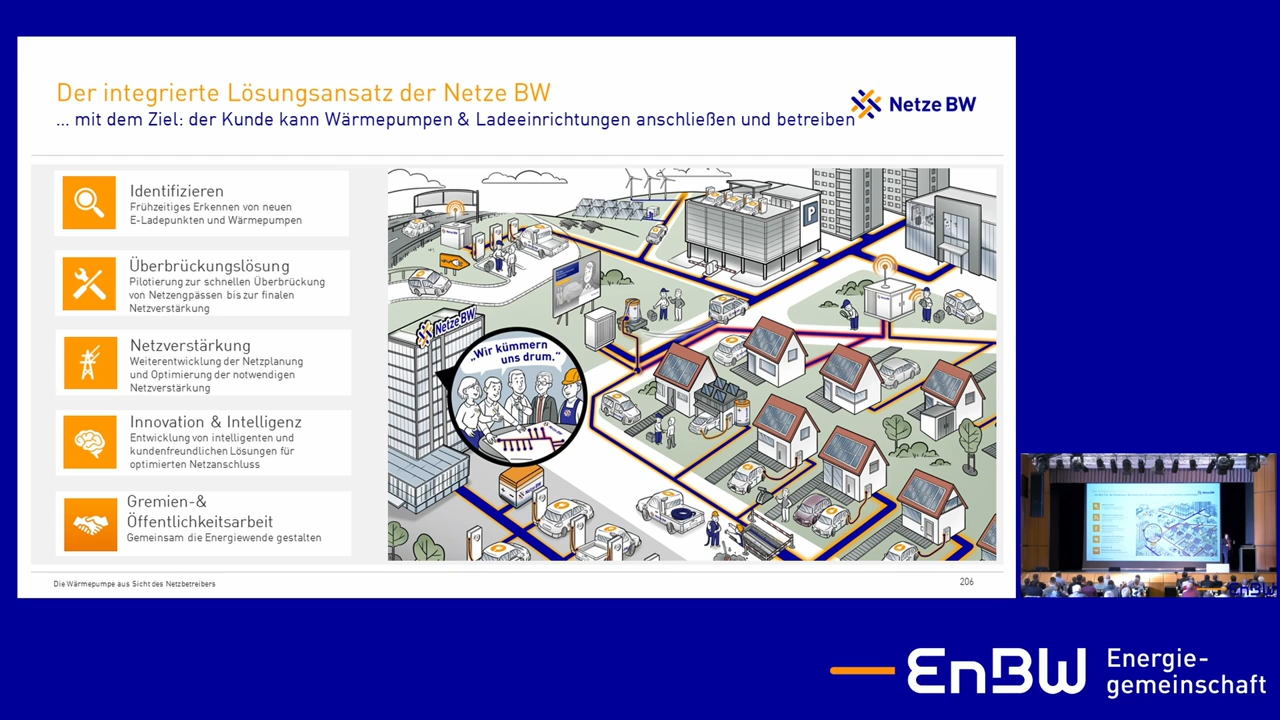 Der integrierte Lösungsansatz der Netze BW
... mit dem Ziel: der Kunde kann Wärmepumpen & Ladeeinrichtungen anschließen und betreiben
Netze BW
Identifizieren
Frühzeitiges Erkennen von neuen
E-Ladepunkten und Wärmepumpen
Überbrückungslösung
Pilotierung zur schnellen Überbrückung
von Netzengpässen bis zur finalen
Netzverstärkung
Netzverstärkung
Weiterentwicklung der Netzplanung
und Optimierung der notwendigen
Netzverstärkung
Innovation & Intelligenz
Entwicklung von intelligenten und
kundenfreundlichen Lösungen für
optimierten Netzanschluss
Gremien-&
Öffentlichkeitsarbeit
Gemeinsam die Energiewende gestalten
P
Netze BW
„Wir kümmern
uns drum.“
Die Wärmepumpe aus Sicht des Netzbetreibers
206
EnBW
EnBW
Energie-
gemeinschaft